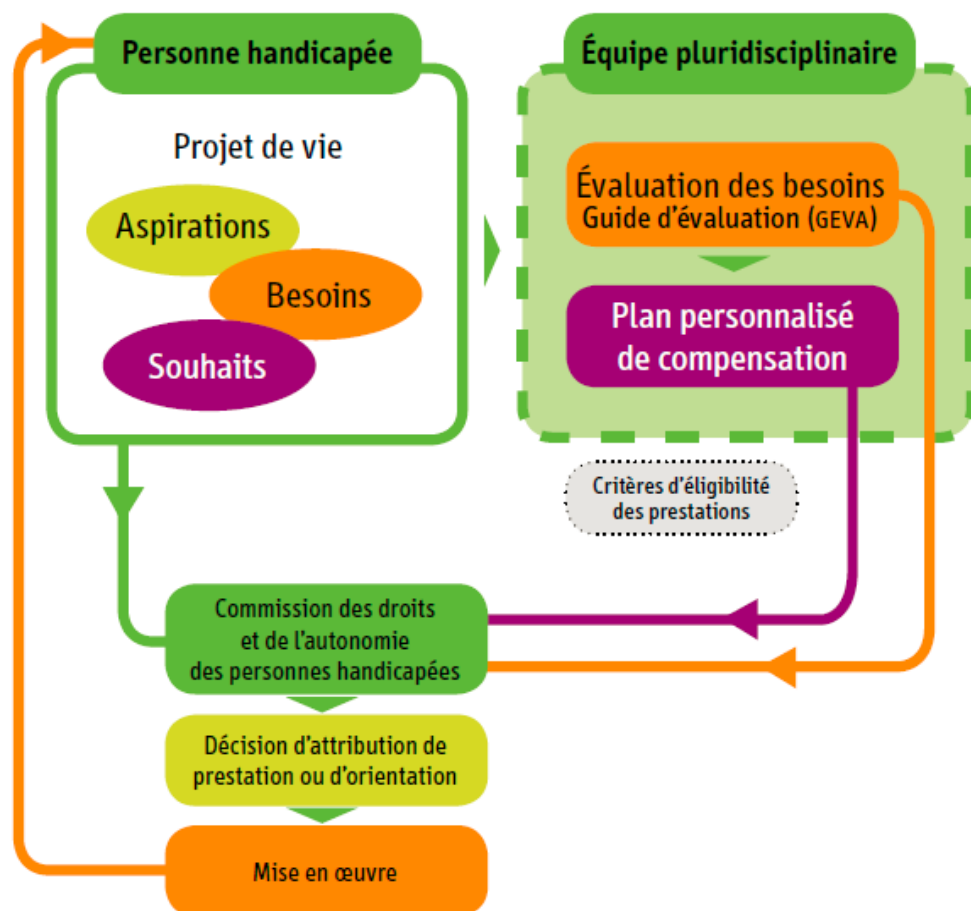 Personne handicapée
Projet de vie
Aspirations
Besoins
Souhaits
Équipe pluridisciplinaire
Évaluation des besoins
Guide d'évaluation (GEVA)
Plan personnalisé
de compensation
Critères d'éligibilité
des prestations
Commission des droits
et de l'autonomie
des personnes handicapées
Décision d'attribution de
prestation ou d'orientation
Mise en œuvre